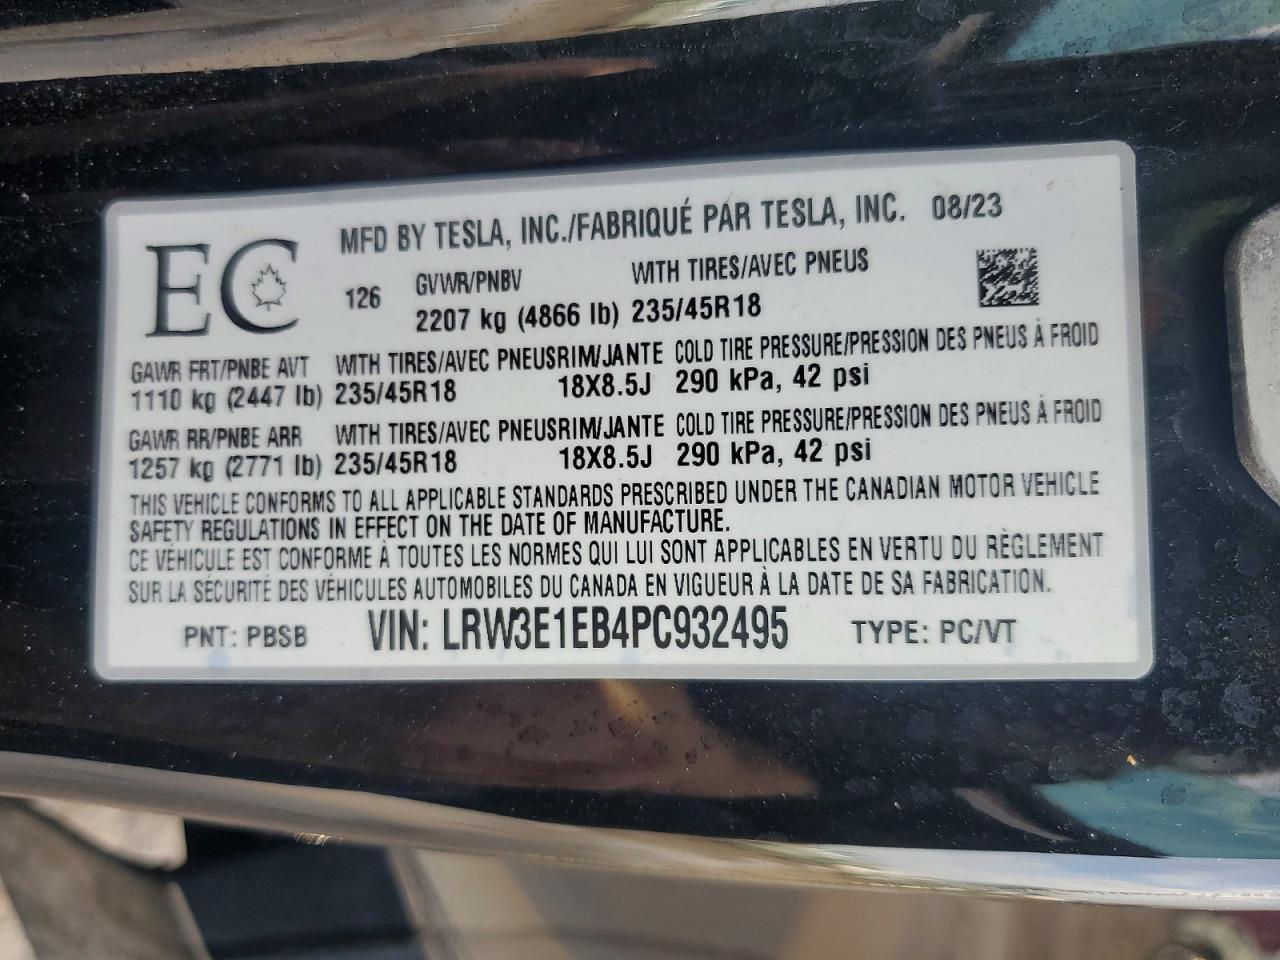 EC MFD BY TESLA, INC./FABRIQUÉ PAR TESLA, INC. 08/23
126 GVWR/PNBV WITH TIRES/AVEC PNEUS
2207 kg (4866 lb) 235/45R18
GAWR FRT/PNBE AVT WITH TIRES/AVEC PNEUSRIM/JANTE COLD TIRE PRESSURE/PRESSION DES PNEUS À FROID
1110 kg (2447 lb) 235/45R18 18X8.5J 290 kPa, 42 psi
GAWR RR/PNBE ARR WITH TIRES/AVEC PNEUSRIM/JANTE COLD TIRE PRESSURE/PRESSION DES PNEUS À FROID
1257 kg (2771 lb) 235/45R18 18X8.5J 290 kPa, 42 psi
THIS VEHICLE CONFORMS TO ALL APPLICABLE STANDARDS PRESCRIBED UNDER THE CANADIAN MOTOR VEHICLE
SAFETY REGULATIONS IN EFFECT ON THE DATE OF MANUFACTURE.
CE VÉHICULE EST CONFORME À TOUTES LES NORMES QUI LUI SONT APPLICABLES EN VERTU DU RÈGLEMENT
SUR LA SÉCURITÉ DES VÉHICULES AUTOMOBILES DU CANADA EN VIGUEUR À LA DATE DE SA FABRICATION.
PNT: PBSB VIN: LRW3E1EB4PC932495 TYPE: PC/VT